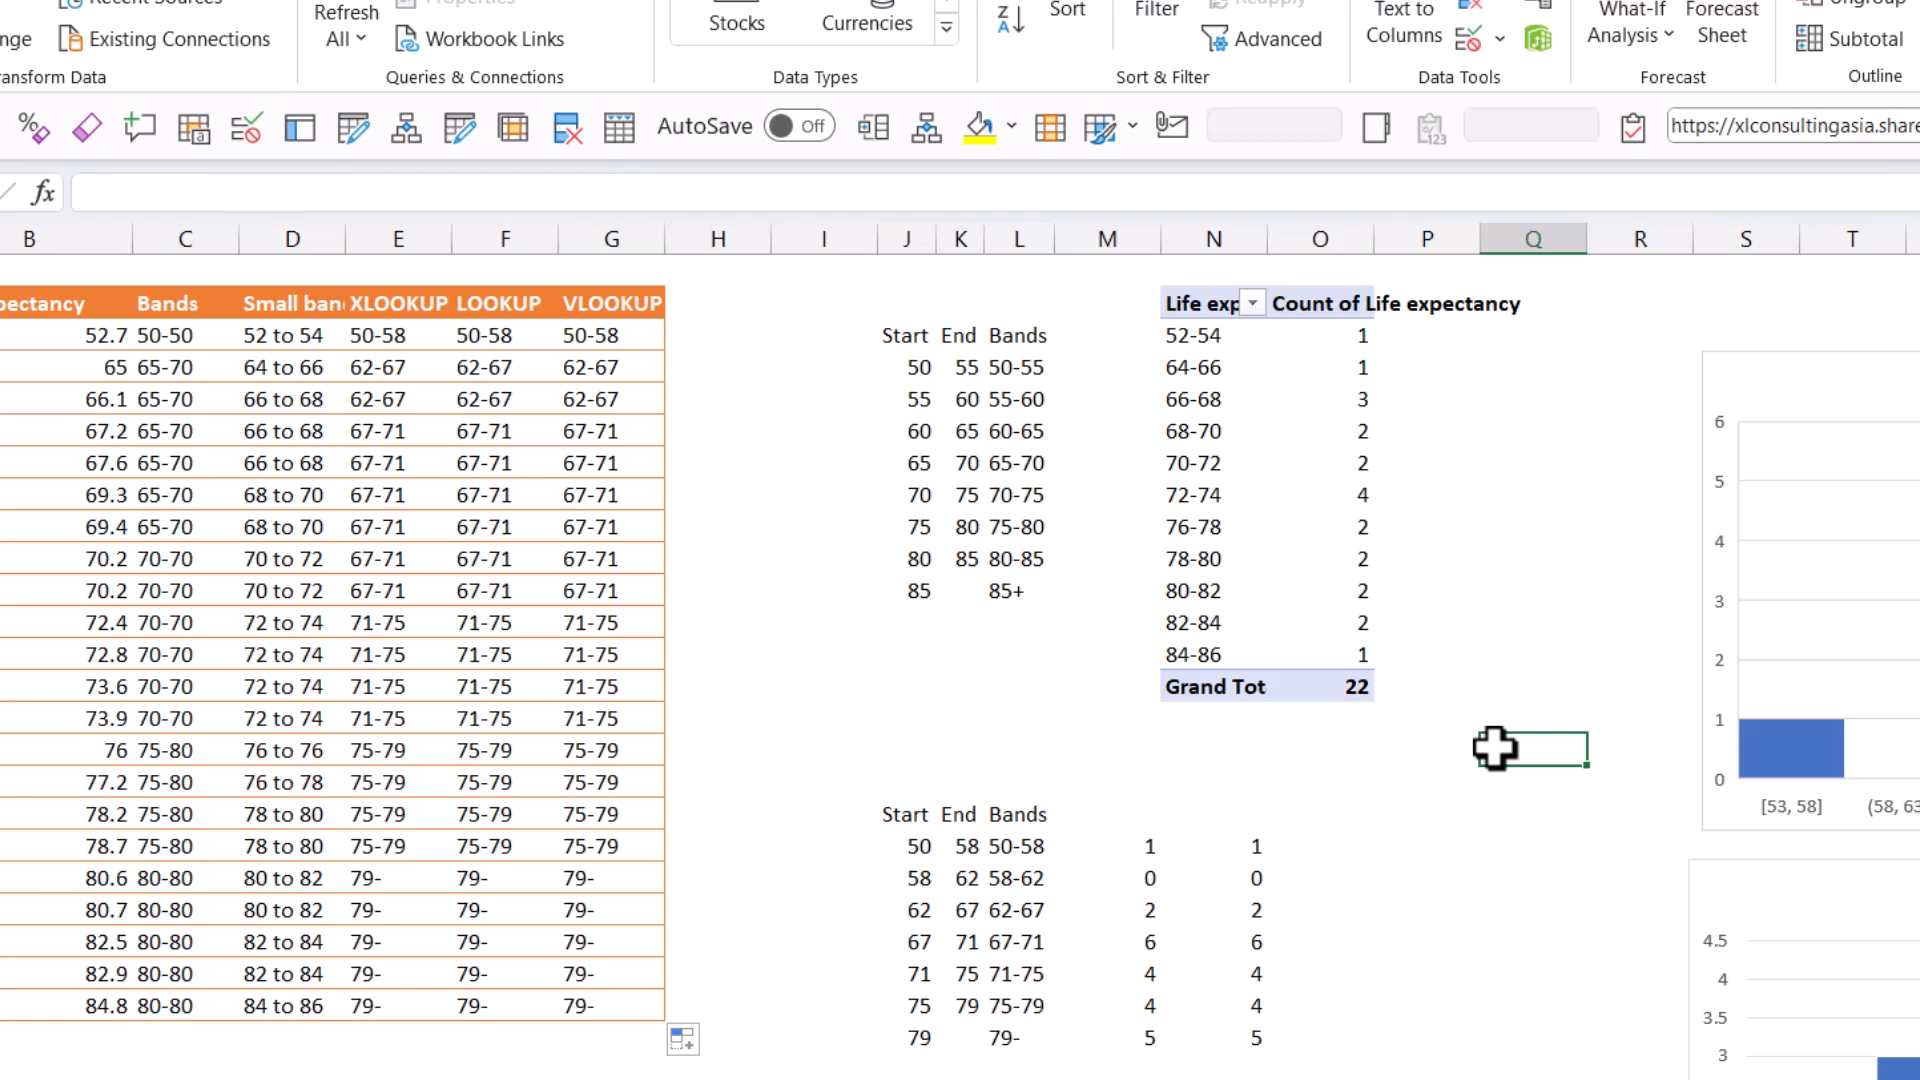 Refresh
All
Existing Connections
Workbook Links
Stocks
Currencies
Sort
Filter
Reapply
Advanced
Text to
Columns
What-If
Analysis
Forecast
Sheet
Subtotal
Queries & Connections
Data Types
Sort & Filter
Data Tools
Forecast
Outline
AutoSave
Off
https://xlconsultingasia.share
fx
B C D E F G H I J K L M N O P Q R S T
pectancy Bands Small ban XLOOKUP LOOKUP VLOOKUP
52.7 50-50 52 to 54 50-58 50-58 50-58
65 65-70 64 to 66 62-67 62-67 62-67
66.1 65-70 66 to 68 62-67 62-67 62-67
67.2 65-70 66 to 68 67-71 67-71 67-71
67.6 65-70 66 to 68 67-71 67-71 67-71
69.3 65-70 68 to 70 67-71 67-71 67-71
69.4 65-70 68 to 70 67-71 67-71 67-71
70.2 70-70 70 to 72 67-71 67-71 67-71
70.2 70-70 70 to 72 67-71 67-71 67-71
72.4 70-70 72 to 74 71-75 71-75 71-75
72.8 70-70 72 to 74 71-75 71-75 71-75
73.6 70-70 72 to 74 71-75 71-75 71-75
73.9 70-70 72 to 74 71-75 71-75 71-75
76 75-80 76 to 76 75-79 75-79 75-79
77.2 75-80 76 to 78 75-79 75-79 75-79
78.2 75-80 78 to 80 75-79 75-79 75-79
78.7 75-80 78 to 80 75-79 75-79 75-79
80.6 80-80 80 to 82 79- 79- 79-
80.7 80-80 80 to 82 79- 79- 79-
82.5 80-80 82 to 84 79- 79- 79-
82.9 80-80 82 to 84 79- 79- 79-
84.8 80-80 84 to 86 79- 79- 79-
Start End Bands
50 55 50-55
55 60 55-60
60 65 60-65
65 70 65-70
70 75 70-75
75 80 75-80
80 85 80-85
85 85+
Life exp Count of Life expectancy
52-54 1
64-66 1
66-68 3
68-70 2
70-72 2
72-74 4
76-78 2
78-80 2
80-82 2
82-84 2
84-86 1
Grand Tot 22
Start End Bands
50 58 50-58 1 1
58 62 58-62 0 0
62 67 62-67 2 2
67 71 67-71 6 6
71 75 71-75 4 4
75 79 75-79 4 4
79 79- 5 5
6
5
4
3
2
1
0
[53, 58] (58, 63
4.5
4
3.5
3